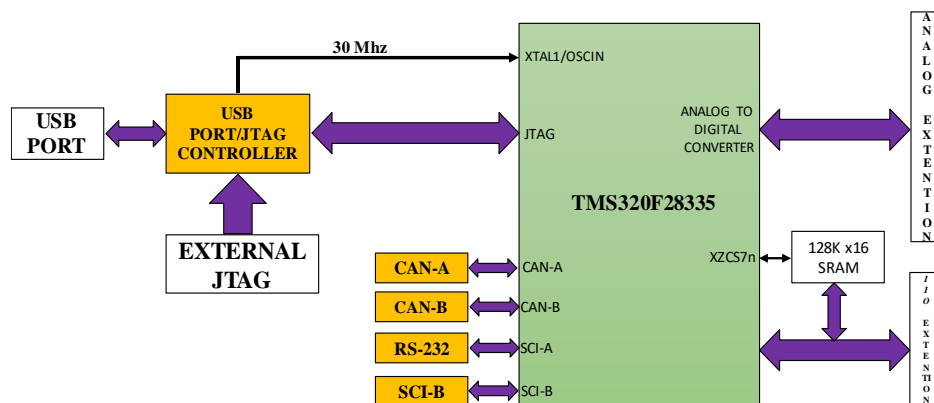 30 Mhz
XTAL1/OSCIN
USB
PORT
USB
PORT/JTAG
CONTROLLER
JTAG
ANALOG TO
DIGITAL
CONVERTER
ANALOG EXTENTION
TMS320F28335
EXTERNAL
JTAG
XZCS7n
128K x16
SRAM
CAN-A
CAN-A
CAN-B
CAN-B
RS-232
SCI-A
SCI-B
SCI-B
I/O EXTENTION